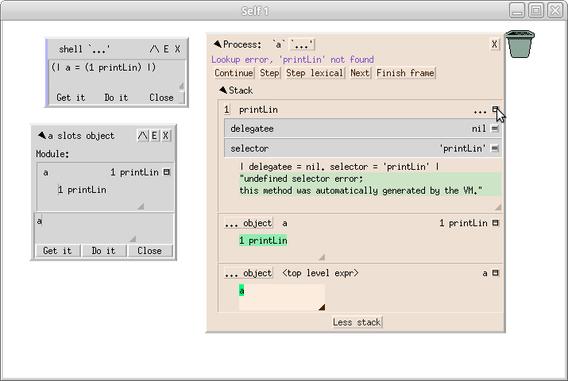 Self 1
shell `...' /\ E X
(| a = (1 printLin) |)
Get it Do it Close
a slots object /\ E X
Module:
a 1 printLin
1 printLin
a
Get it Do it Close
Process: `a` `...' X
Lookup error, 'printLin' not found
Continue Step Step lexical Next Finish frame
Stack
1 printLin ...
delegatee nil =
selector 'printLin' =
| delegatee = nil. selector = 'printLin' |
"undefined selector error;
this method was automatically generated by the VM."
... object a 1 printLin
1 printLin
... object <top level expr> a
a
Less stack